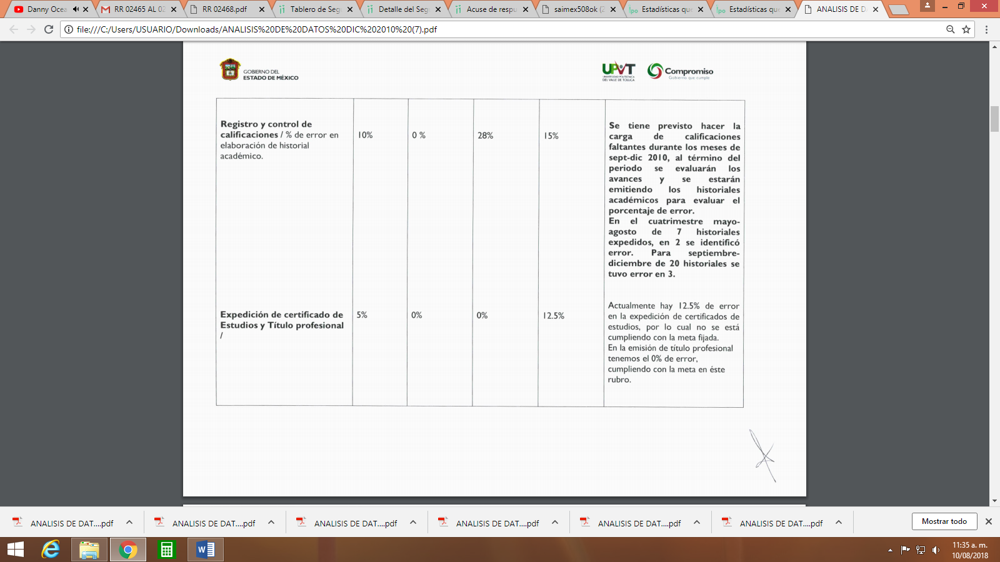 Danny Ocea
RR 02465 AL 02
RR 02468.pdf
Tablero de Seg
Detalle del Seg
Acuse de respu
saimex508ok (2
Estadísticas que
Estadísticas que
ANALISIS DE D
file:///C:/Users/USUARIO/Downloads/ANALISIS%20DE%20DATOS%20DIC%202010%20(7).pdf
GOBIERNO DEL
ESTADO DE MÉXICO
UPVT
UNIVERSIDAD POLITÉCNICA
DEL VALLE DE TOLUCA
Compromiso
Gobierno que cumple
Registro y control de
calificaciones / % de error en
elaboración de historial
académico.
10%
0 %
28%
15%
Se tiene previsto hacer la
carga de calificaciones
faltantes durante los meses de
sept-dic 2010, al término del
periodo se evaluarán los
avances y se estarán
emitiendo los historiales
académicos para evaluar el
porcentaje de error.
En el cuatrimestre mayo-
agosto de 7 historiales
expedidos, en 2 se identificó
error. Para septiembre-
diciembre de 20 historiales se
tuvo error en 3.
Expedición de certificado de
Estudios y Título profesional
/
5%
0%
0%
12.5%
Actualmente hay 12.5% de error
en la expedición de certificados de
estudios, por lo cual no se está
cumpliendo con la meta fijada.
En la emisión de título profesional
tenemos el 0% de error,
cumpliendo con la meta en éste
rubro.
ANALISIS DE DAT....pdf
ANALISIS DE DAT....pdf
ANALISIS DE DAT....pdf
ANALISIS DE DAT....pdf
ANALISIS DE DAT....pdf
ANALISIS DE DAT....pdf
Mostrar todo
11:35 a. m.
10/08/2018